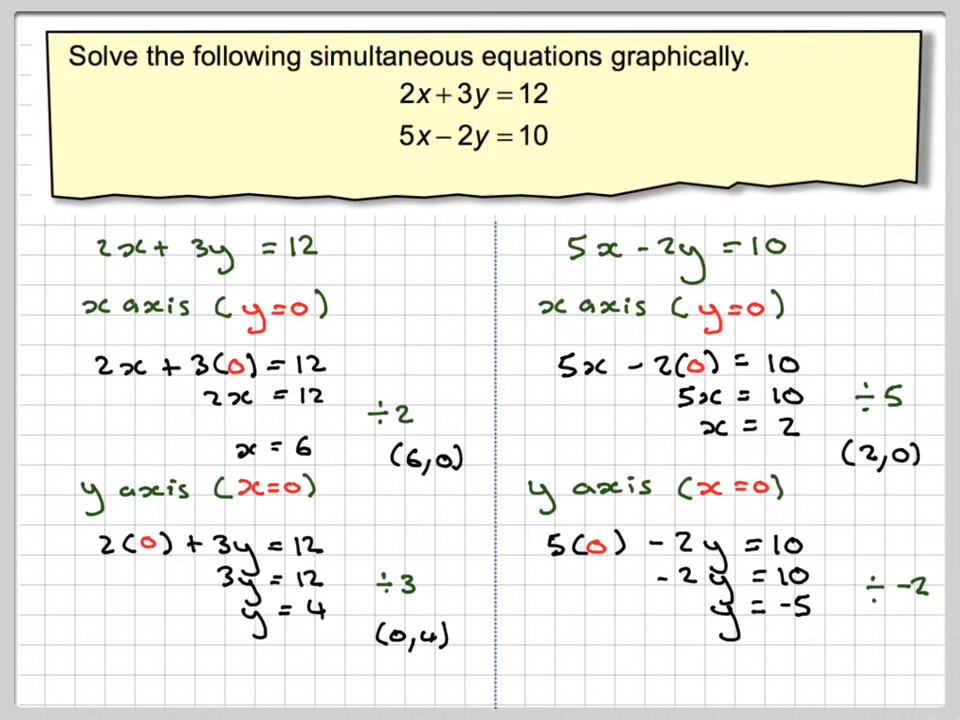 Solve the following simultaneous equations graphically.
2x + 3y = 12
5x − 2y = 10
2x + 3y = 12
x axis (y=0)
2x + 3(0) = 12
2x = 12
÷2
x = 6
(6,0)
y axis (x=0)
2(0) + 3y = 12
3y = 12
÷3
y = 4
(0,4)
5x - 2y = 10
x axis (y=0)
5x - 2(0) = 10
5x = 10
÷5
x = 2
(2,0)
y axis (x=0)
5(0) - 2y = 10
-2y = 10
÷ -2
y = -5